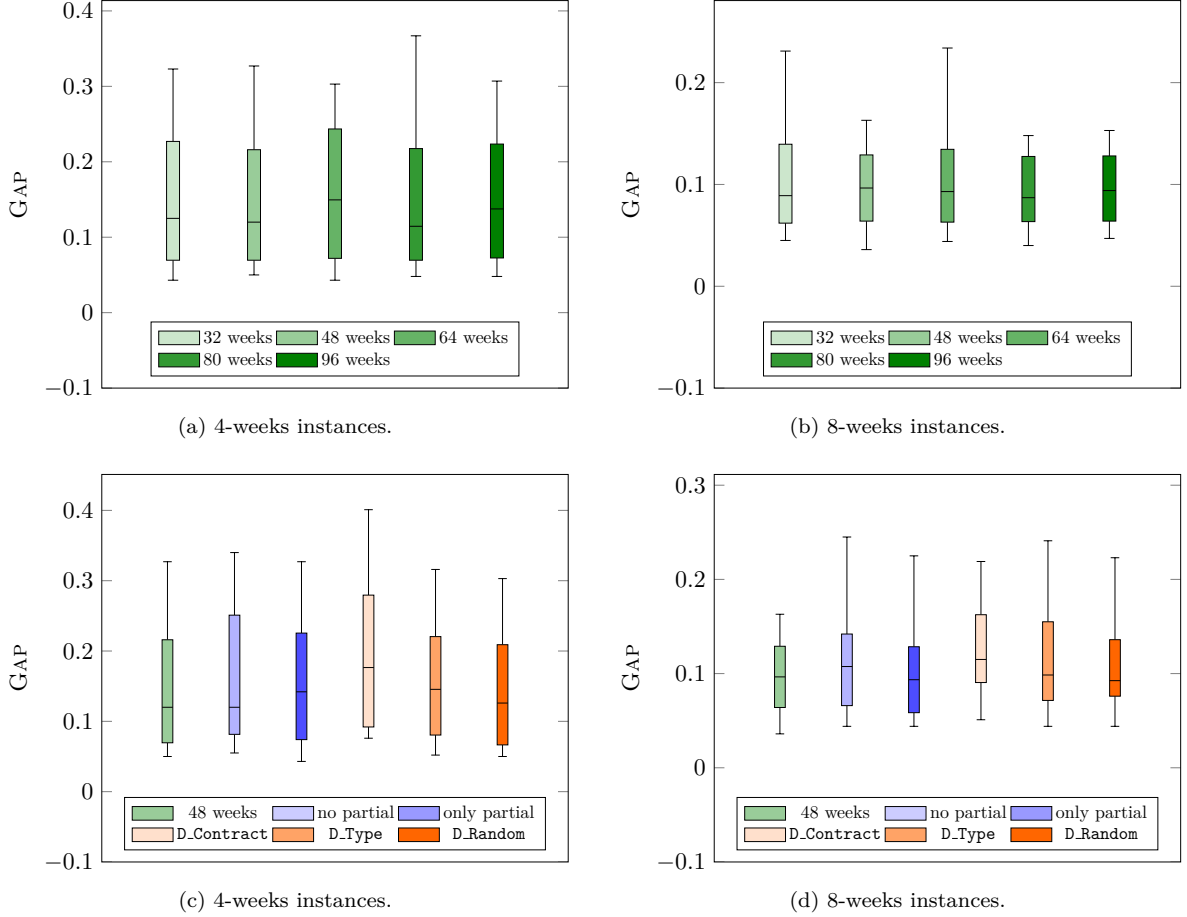 0.4
0.3
0.2
0.1
0
−0.1
GAP
32 weeks 48 weeks 64 weeks
80 weeks 96 weeks
(a) 4-weeks instances.
0.2
0.1
0
−0.1
GAP
32 weeks 48 weeks 64 weeks
80 weeks 96 weeks
(b) 8-weeks instances.
0.4
0.3
0.2
0.1
0
−0.1
GAP
48 weeks no partial only partial
D_Contract D_Type D_Random
(c) 4-weeks instances.
0.3
0.2
0.1
0
−0.1
GAP
48 weeks no partial only partial
D_Contract D_Type D_Random
(d) 8-weeks instances.